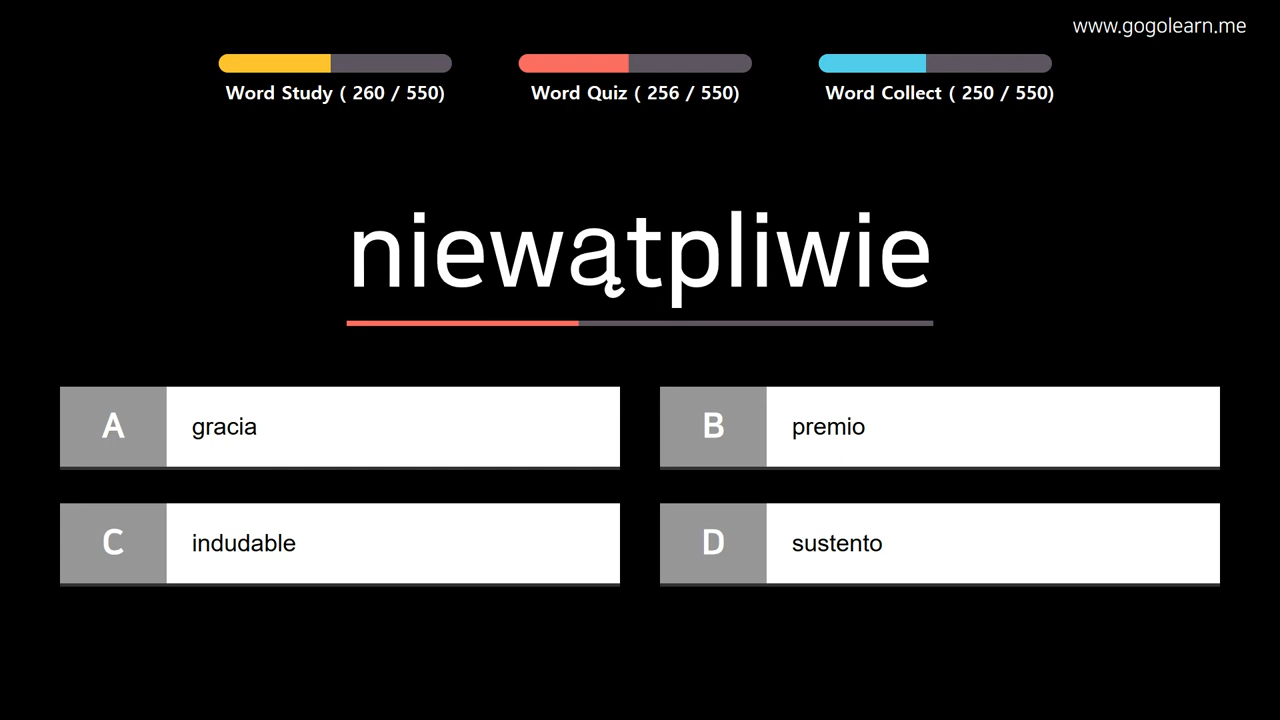 www.gogolearn.me
Word Study ( 260 / 550)
Word Quiz ( 256 / 550)
Word Collect ( 250 / 550)
niewątpliwie
A gracia
B premio
C indudable
D sustento